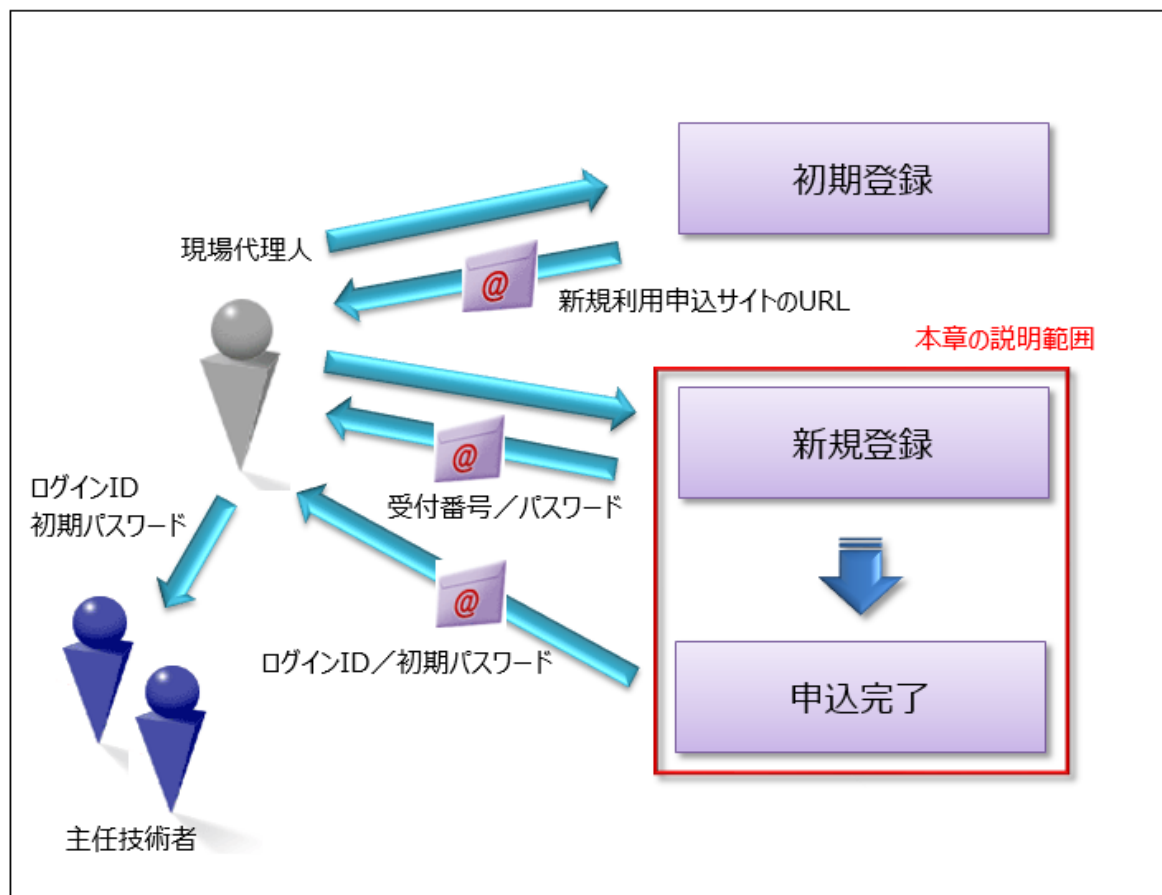 初期登録
現場代理人
@
新規利用申込サイトのURL
本章の説明範囲
新規登録
@
受付番号／パスワード
ログインID
初期パスワード
@
ログインID／初期パスワード
申込完了
主任技術者